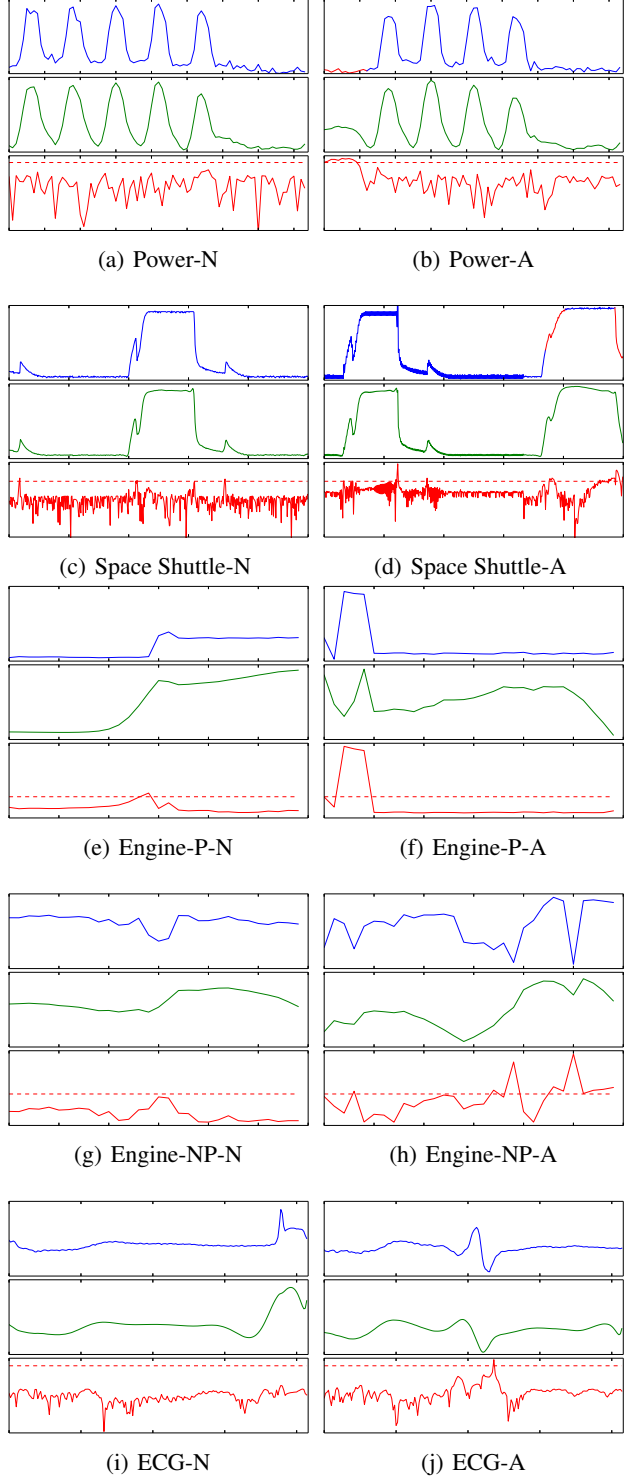 (a) Power-N
(b) Power-A
(c) Space Shuttle-N
(d) Space Shuttle-A
(e) Engine-P-N
(f) Engine-P-A
(g) Engine-NP-N
(h) Engine-NP-A
(i) ECG-N
(j) ECG-A